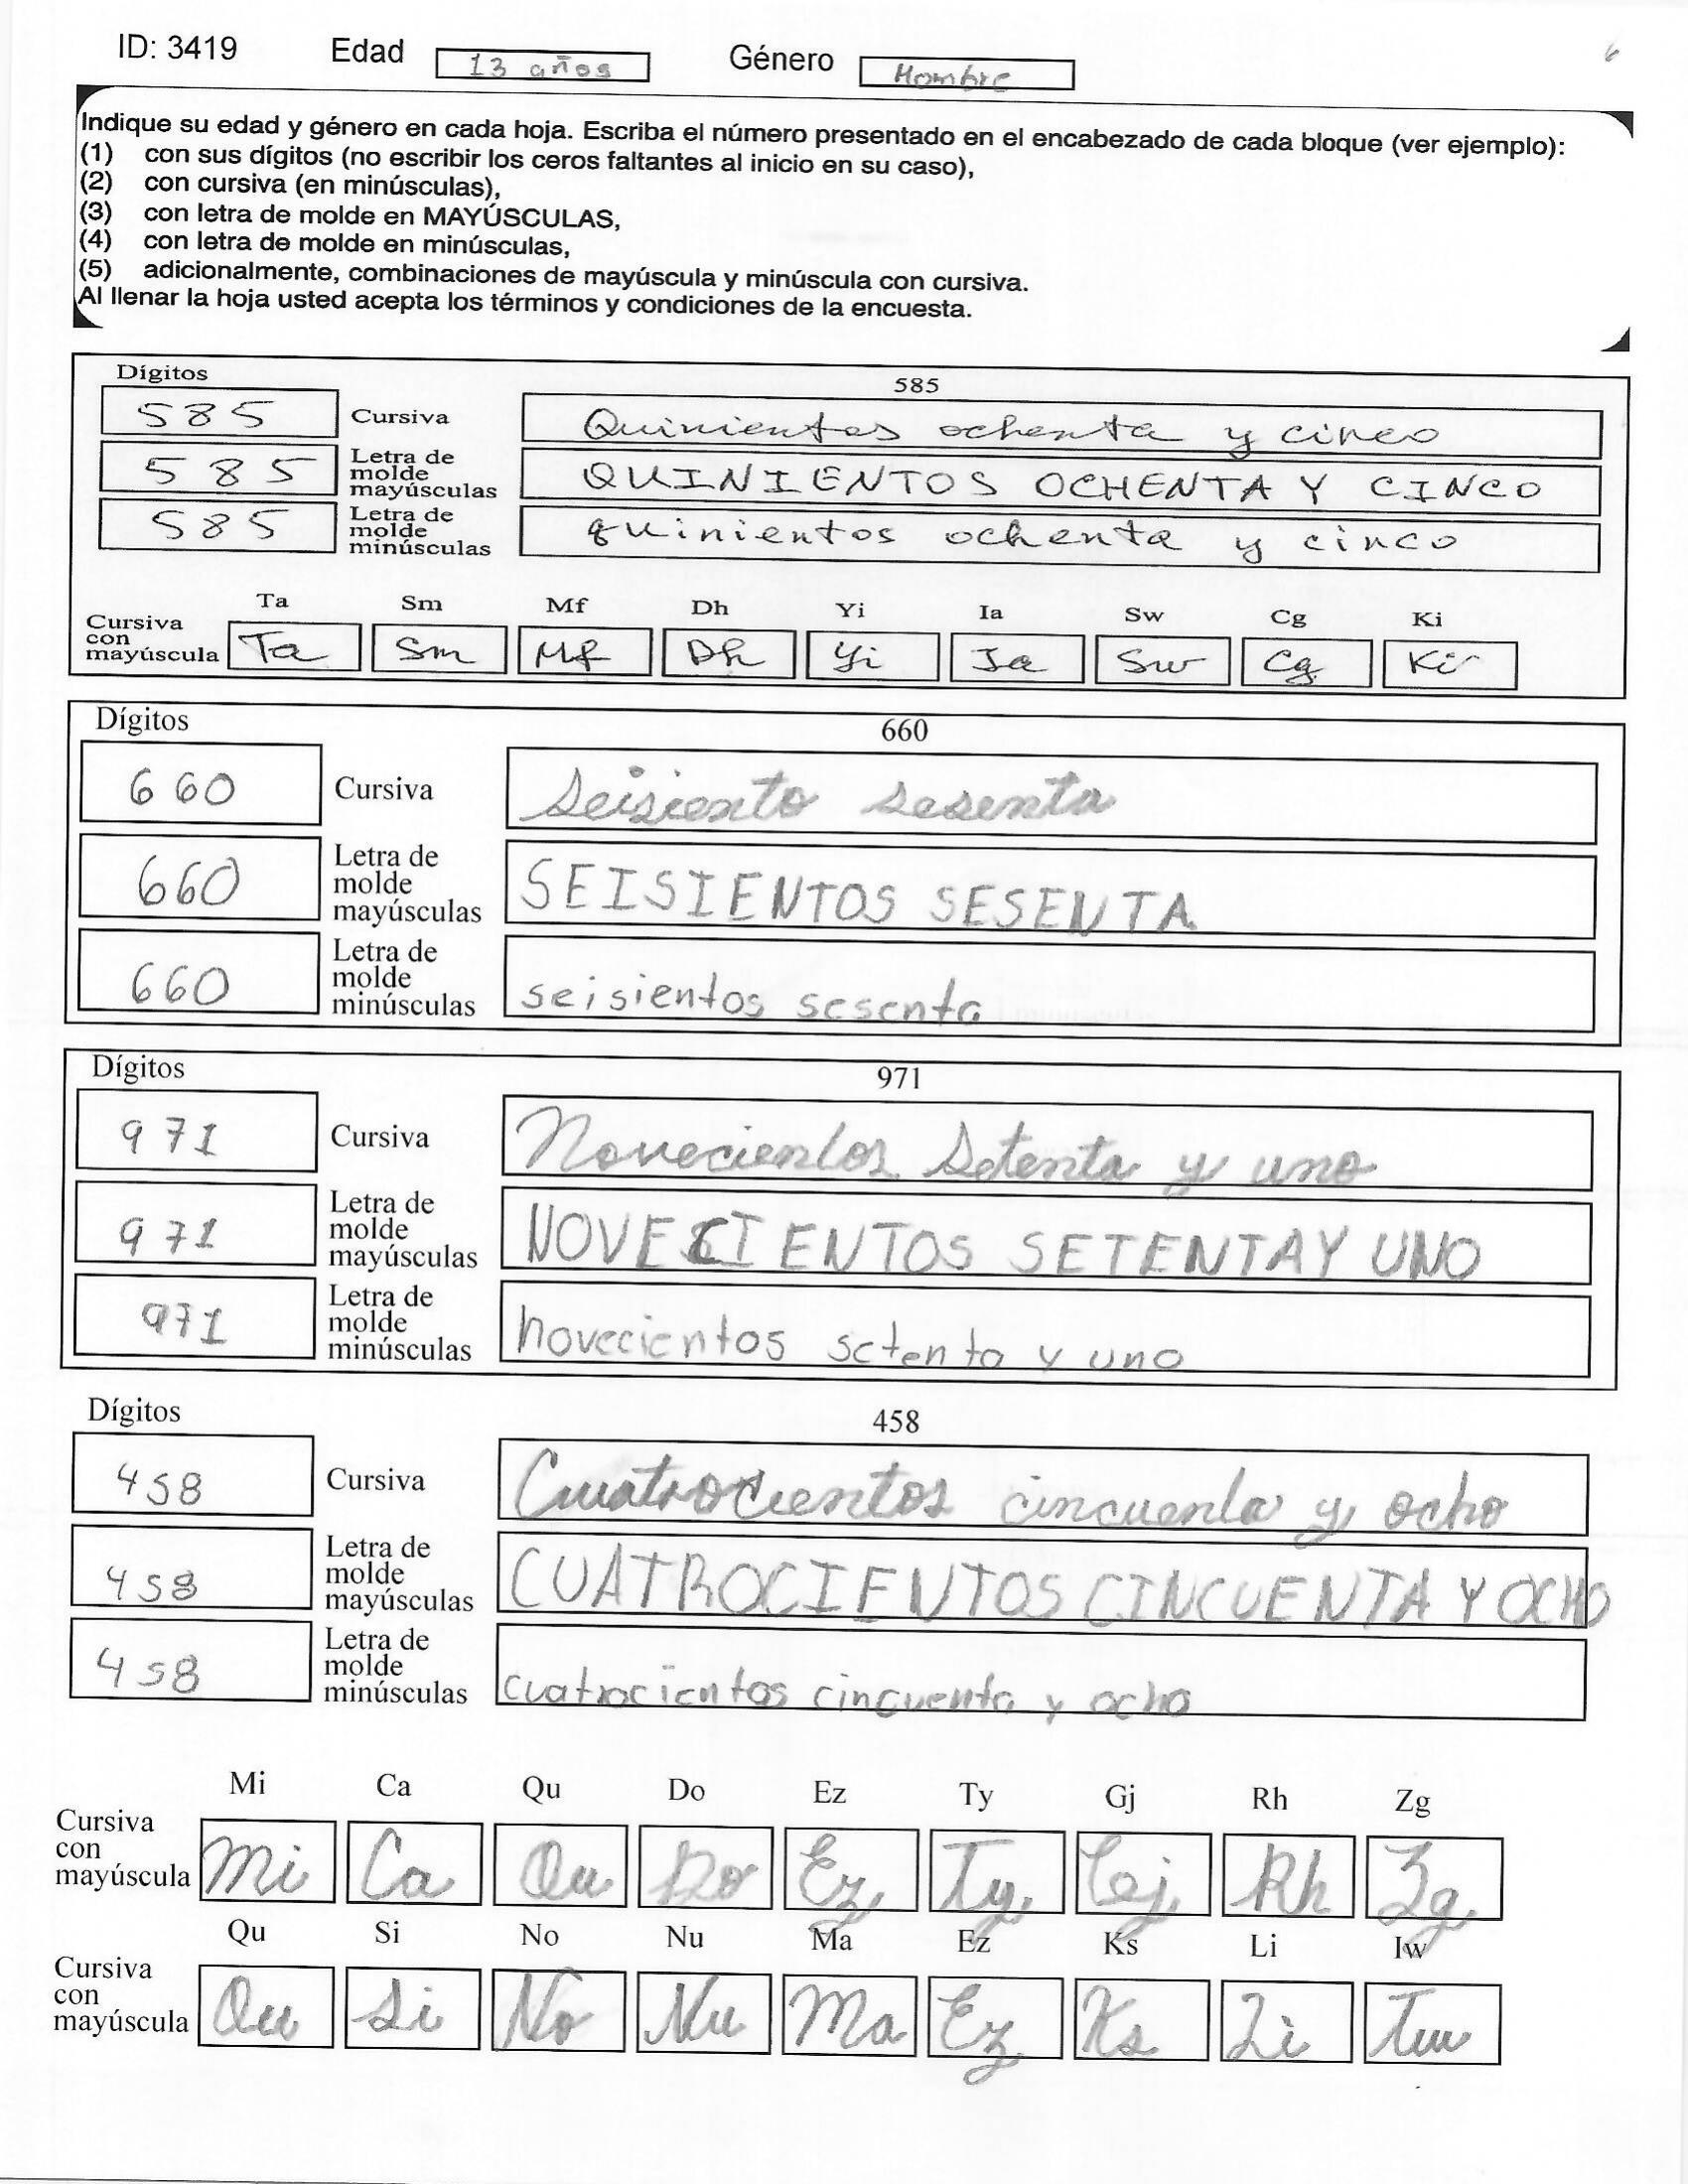 ID: 3419 Edad 13 años Género Hombre 6
Indique su edad y género en cada hoja. Escriba el número presentado en el encabezado de cada bloque (ver ejemplo):
(1) con sus dígitos (no escribir los ceros faltantes al inicio en su caso),
(2) con cursiva (en minúsculas),
(3) con letra de molde en MAYÚSCULAS,
(4) con letra de molde en minúsculas,
(5) adicionalmente, combinaciones de mayúscula y minúscula con cursiva.
Al llenar la hoja usted acepta los términos y condiciones de la encuesta.
Dígitos 585
585 Cursiva Quinientos ochenta y cinco
585 Letra de molde mayúsculas QUINIENTOS OCHENTA Y CINCO
585 Letra de molde minúsculas quinientos ochenta y cinco
Ta Sm Mf Dh Yi Ia Sw Cg Ki
Cursiva con mayúscula Ta Sm Mf Dh Yi Ia Sw Cg Ki
Dígitos 660
660 Cursiva seisiento sesenta
660 Letra de molde mayúsculas SEISIENTOS SESENTA
660 Letra de molde minúsculas seisientos sesenta
Dígitos 971
971 Cursiva Novecientos setenta y uno
971 Letra de molde mayúsculas NOVECIENTOS SETENTA Y UNO
971 Letra de molde minúsculas novecientos setenta y uno
Dígitos 458
458 Cursiva Cuatrocientos cincuenta y ocho
458 Letra de molde mayúsculas CUATROCIENTOS CINCUENTA Y OCHO
458 Letra de molde minúsculas cuatrocientos cincuenta y ocho
Mi Ca Qu Do Ez Ty Gj Rh Zg
Cursiva con mayúscula Mi Ca Qu Do Ez Ty Gj Rh Zg
Qu Si No Nu Ma Ez Ks Li Iw
Cursiva con mayúscula Qu Si No Nu Ma Ez Ks Li Iw